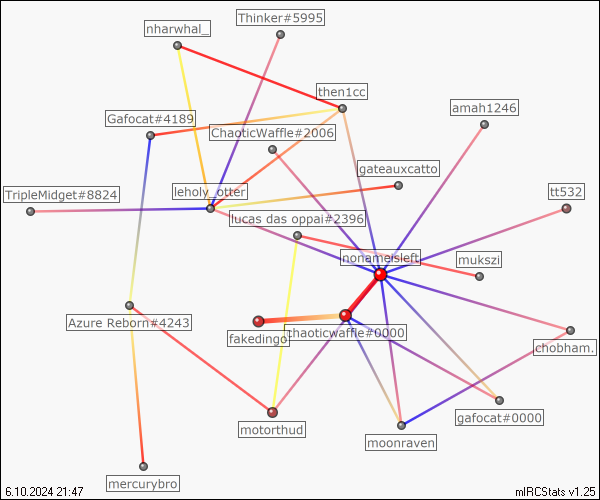 Thinker#5995
nharwhal_
then1cc
amah1246
Gafocat#4189
ChaoticWaffle#2006
gateauxcatto
TripleMidget#8824
leholy_otter
tt532
lucas das oppai#2396
nonameisleft
mukszi
Azure Reborn#4243
fakedingo
chaoticwaffle#0000
chobham.
gafocat#0000
motorthud
moonraven
mercurybro
6.10.2024 21:47
mIRCStats v1.25